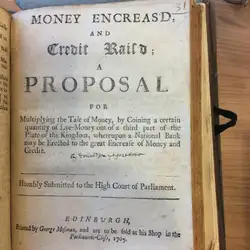 31
MONEY ENCREAS'D;
AND
Credit Rais'd;
A
PROPOSAL
FOR
Multiplying the Tale of Money, by Coining a certain
quantity of Lee-Money out of a third part of the
Plate of the Kingdom, whereupon a National Bank
may be Erected to the great Encrease of Money and
Credit.
Humbly Submitted to the High Court of Parliament.
EDINBURGH,
Printed by George Mosman, and are to be sold at his Shop in the
Parliament-Closs, 1705.